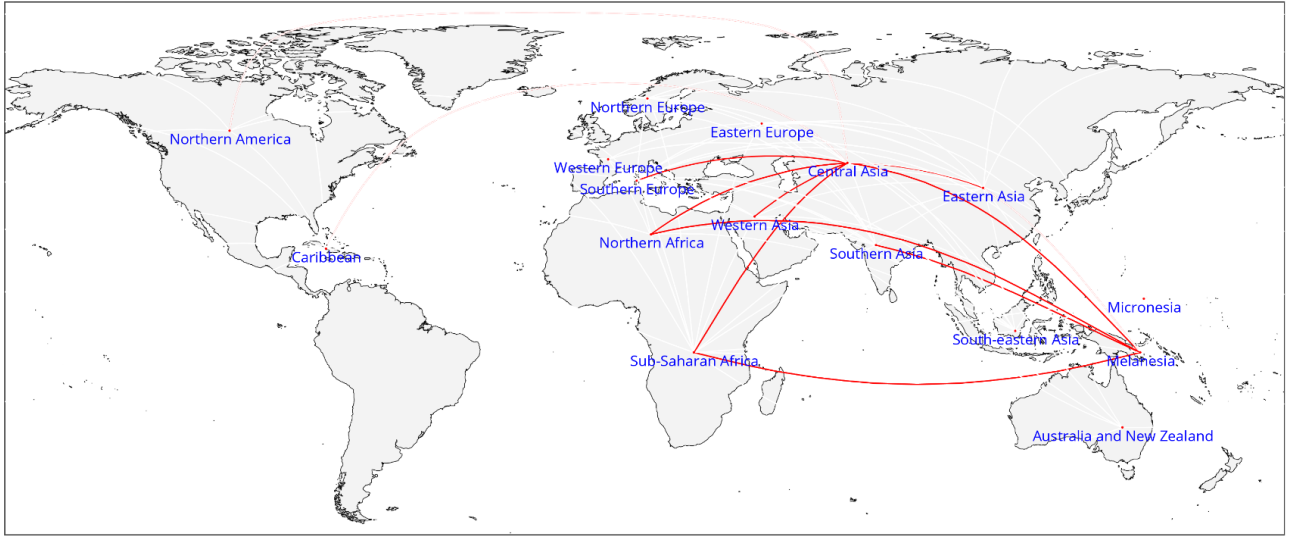 Northern Europe
Eastern Europe
Northern America
Western Europe
Central Asia
Southern Europe
Eastern Asia
Western Asia
Northern Africa
Southern Asia
Caribbean
Micronesia
South-eastern Asia
Sub-Saharan Africa
Melanesia
Australia and New Zealand